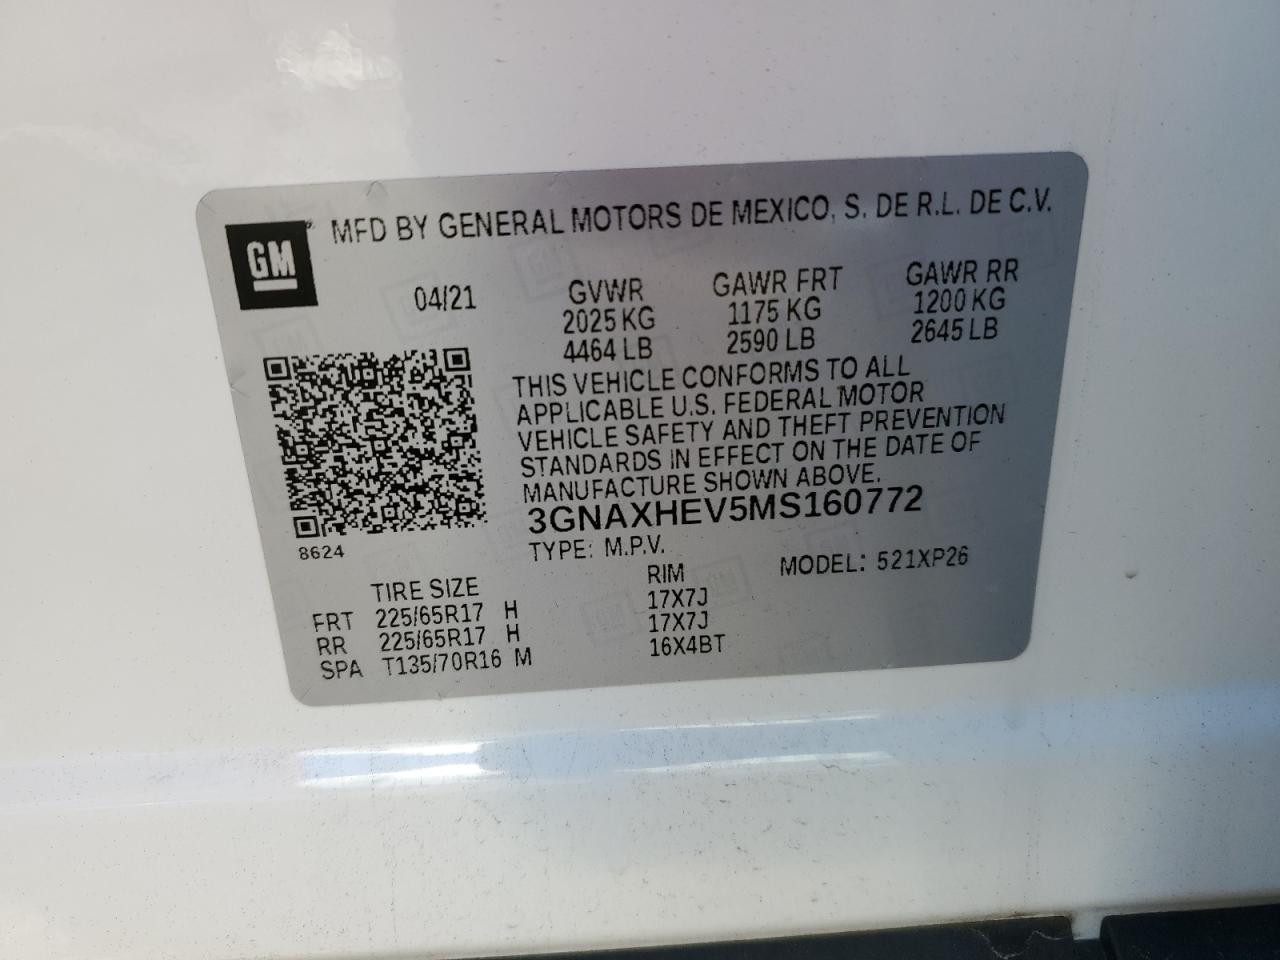 GM
MFD BY GENERAL MOTORS DE MEXICO, S. DE R.L. DE C.V.
04/21 GVWR GAWR FRT GAWR RR
2025 KG 1175 KG 1200 KG
4464 LB 2590 LB 2645 LB
THIS VEHICLE CONFORMS TO ALL
APPLICABLE U.S. FEDERAL MOTOR
VEHICLE SAFETY AND THEFT PREVENTION
STANDARDS IN EFFECT ON THE DATE OF
MANUFACTURE SHOWN ABOVE.
3GNAXHEV5MS160772
8624
TYPE: M.P.V. MODEL: 521XP26
TIRE SIZE RIM
FRT 225/65R17 H 17X7J
RR 225/65R17 H 17X7J
SPA T135/70R16 M 16X4BT